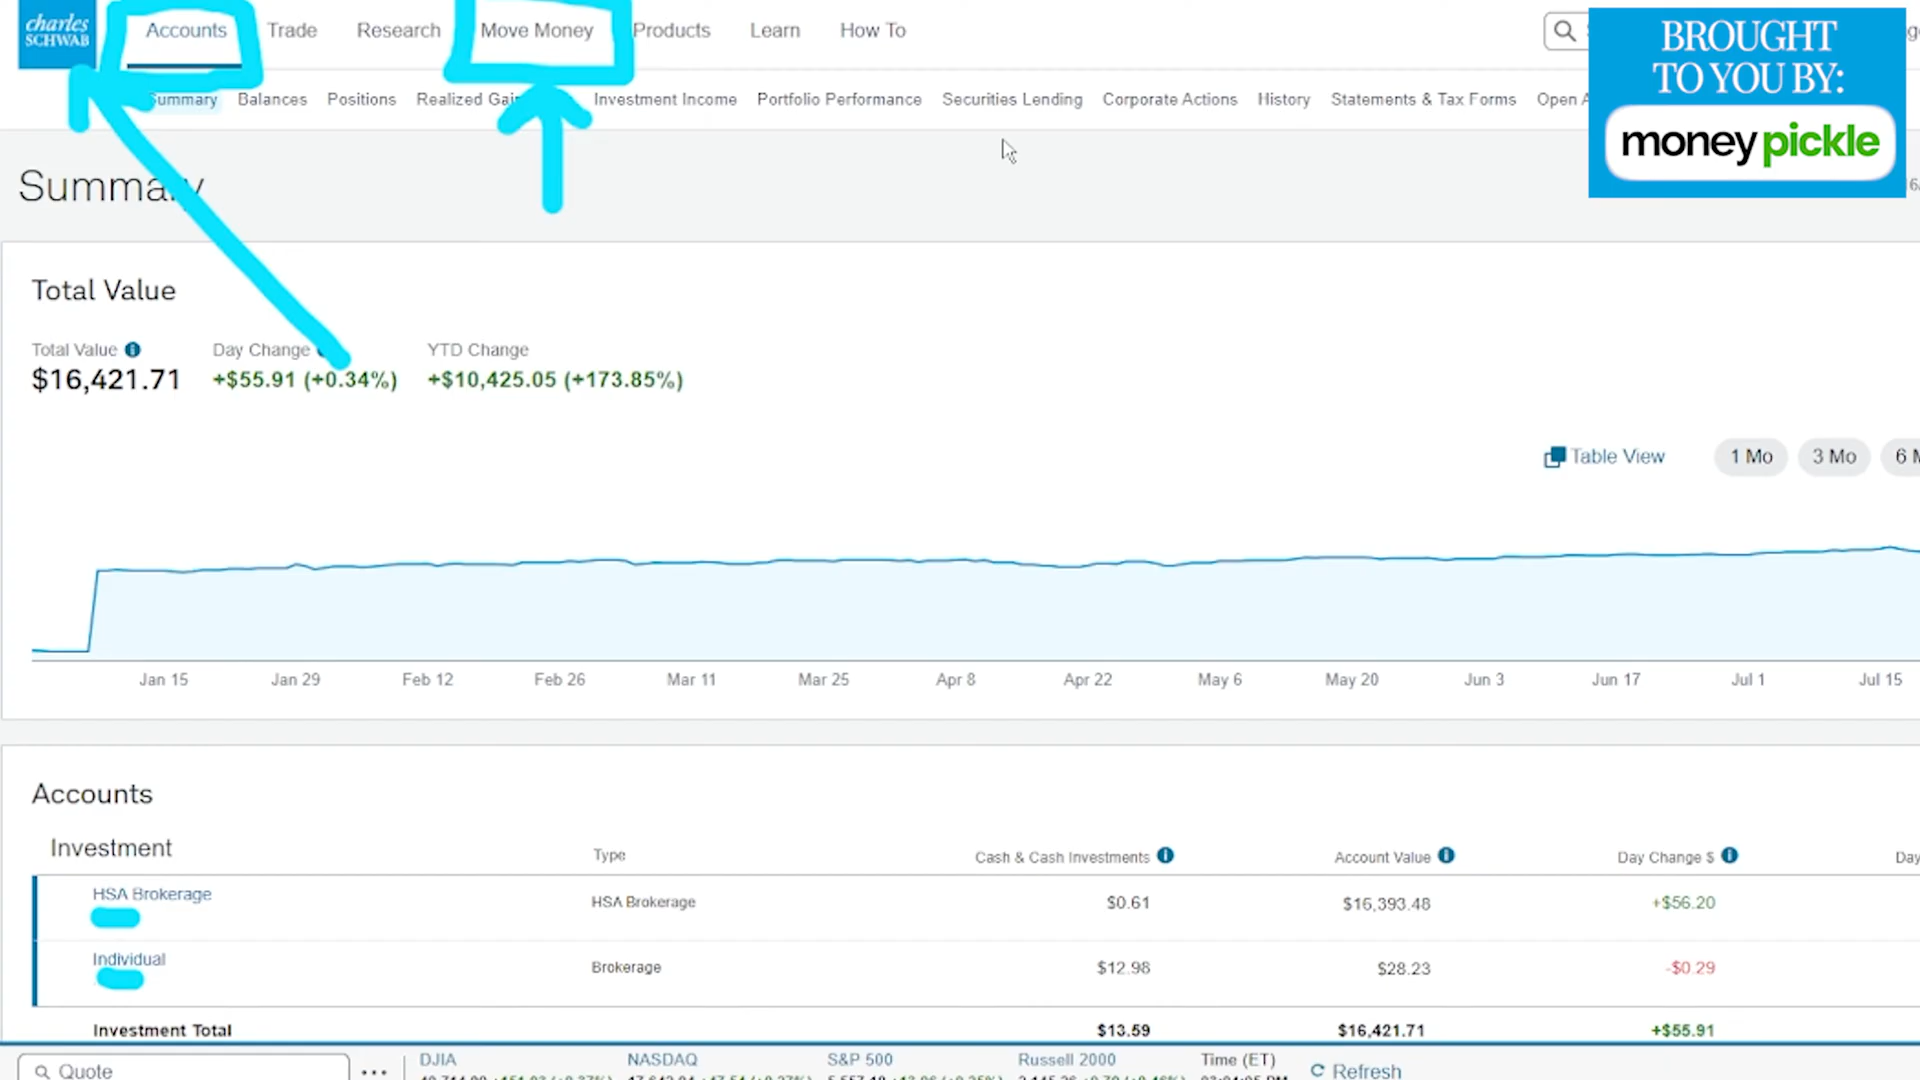 charles
SCHWAB
Accounts
Trade
Research
Move Money
Products
Learn
How To
BROUGHT
TO YOU BY:
moneypickle
Summary
Balances
Positions
Realized
Investment Income
Portfolio Performance
Securities Lending
Corporate Actions
History
Statements & Tax Forms
Open
Summary
Total Value
Total Value
Day Change
YTD Change
$16,421.71
+$55.91 (+0.34%)
+$10,425.05 (+173.85%)
Table View
1 Mo
3 Mo
6 M
Jan 15
Jan 29
Feb 12
Feb 26
Mar 11
Mar 25
Apr 8
Apr 22
May 6
May 20
Jun 3
Jun 17
Jul 1
Jul 15
Accounts
Investment
Type
Cash & Cash Investments
Account Value
Day Change $
Day
HSA Brokerage
HSA Brokerage
$0.61
$16,393.48
+$56.20
Individual
Brokerage
$12.98
$28.23
-$0.29
Investment Total
$13.59
$16,421.71
+$55.91
Quote
DJIA
NASDAQ
S&P 500
Russell 2000
Time (ET)
Refresh